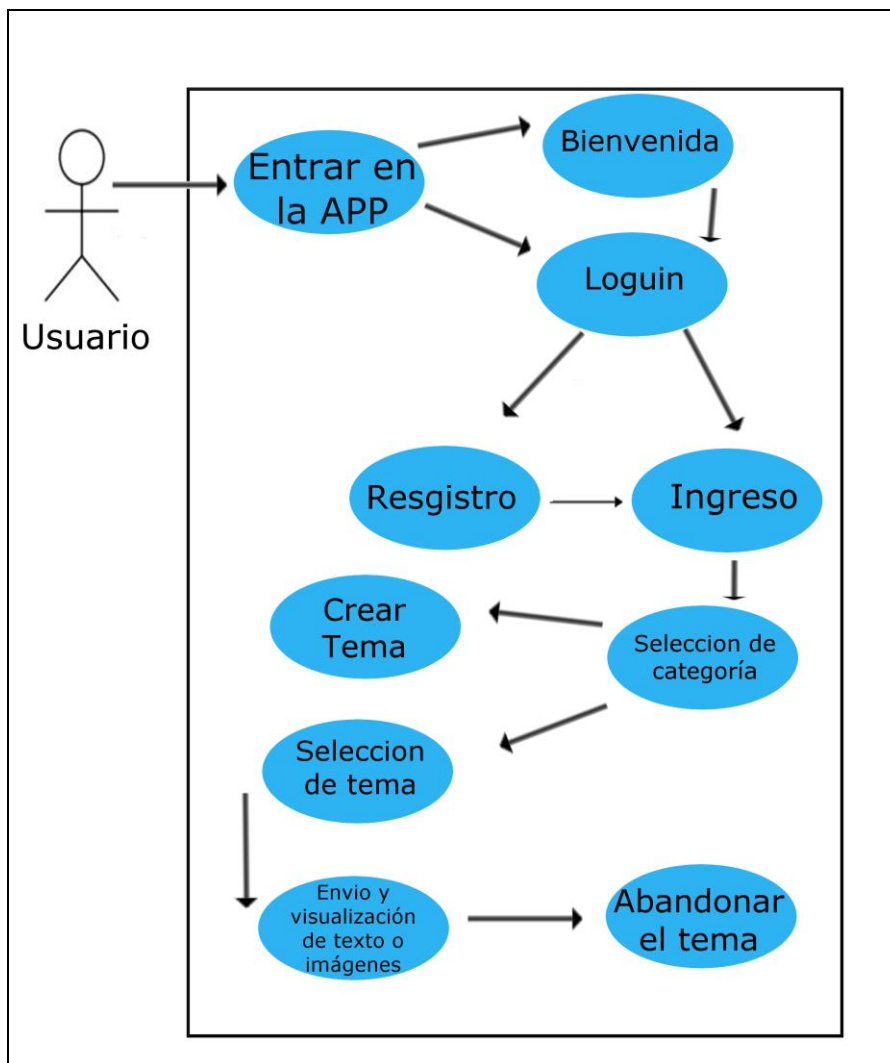 Usuario
Entrar en
la APP
Bienvenida
Loguin
Resgistro
Ingreso
Crear
Tema
Seleccion de
categoría
Seleccion
de tema
Envio y
visualización
de texto o
imágenes
Abandonar
el tema